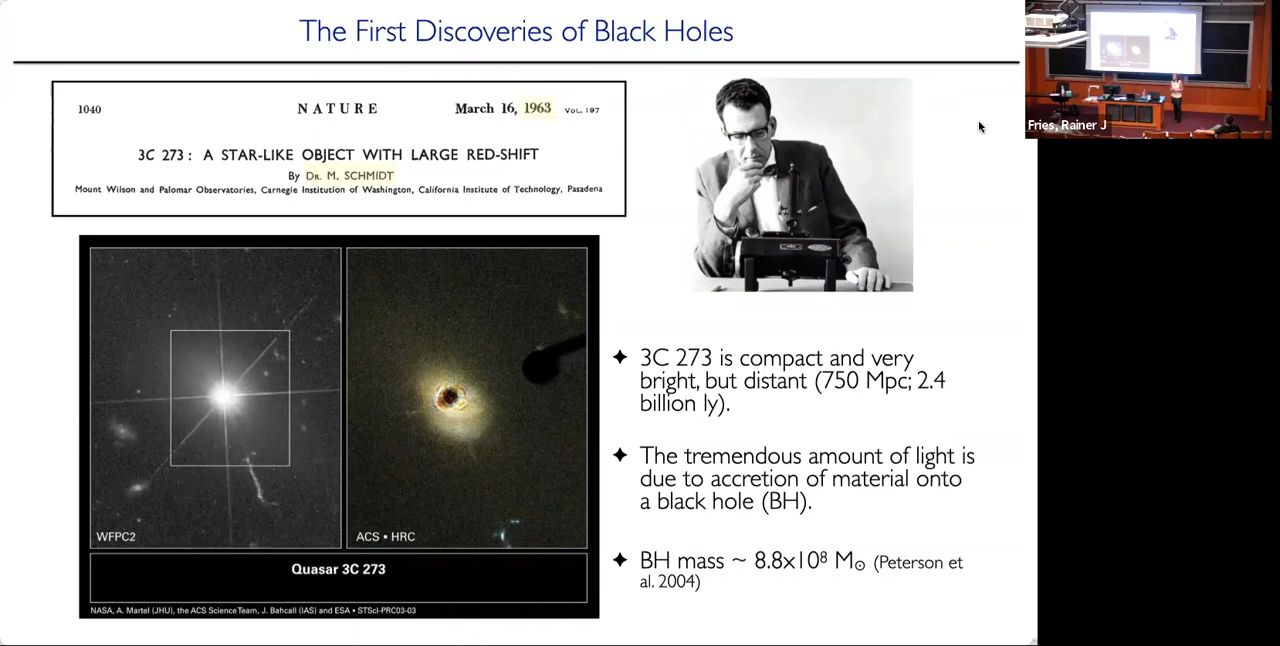 The First Discoveries of Black Holes
1040 NATURE March 16, 1963 VOL. 197
3C 273 : A STAR-LIKE OBJECT WITH LARGE RED-SHIFT
By DR. M. SCHMIDT
Mount Wilson and Palomar Observatories, Carnegie Institution of Washington, California Institute of Technology, Pasadena
Fries, Rainer J
WFPC2
ACS • HRC
Quasar 3C 273
NASA, A. Martel (JHU), the ACS Science Team, J. Bahcall (IAS) and ESA • STScI-PRC03-03
✦ 3C 273 is compact and very
bright, but distant (750 Mpc; 2.4
billion ly).
✦ The tremendous amount of light is
due to accretion of material onto
a black hole (BH).
✦ BH mass ~ 8.8x10⁸ M☉ (Peterson et
al. 2004)